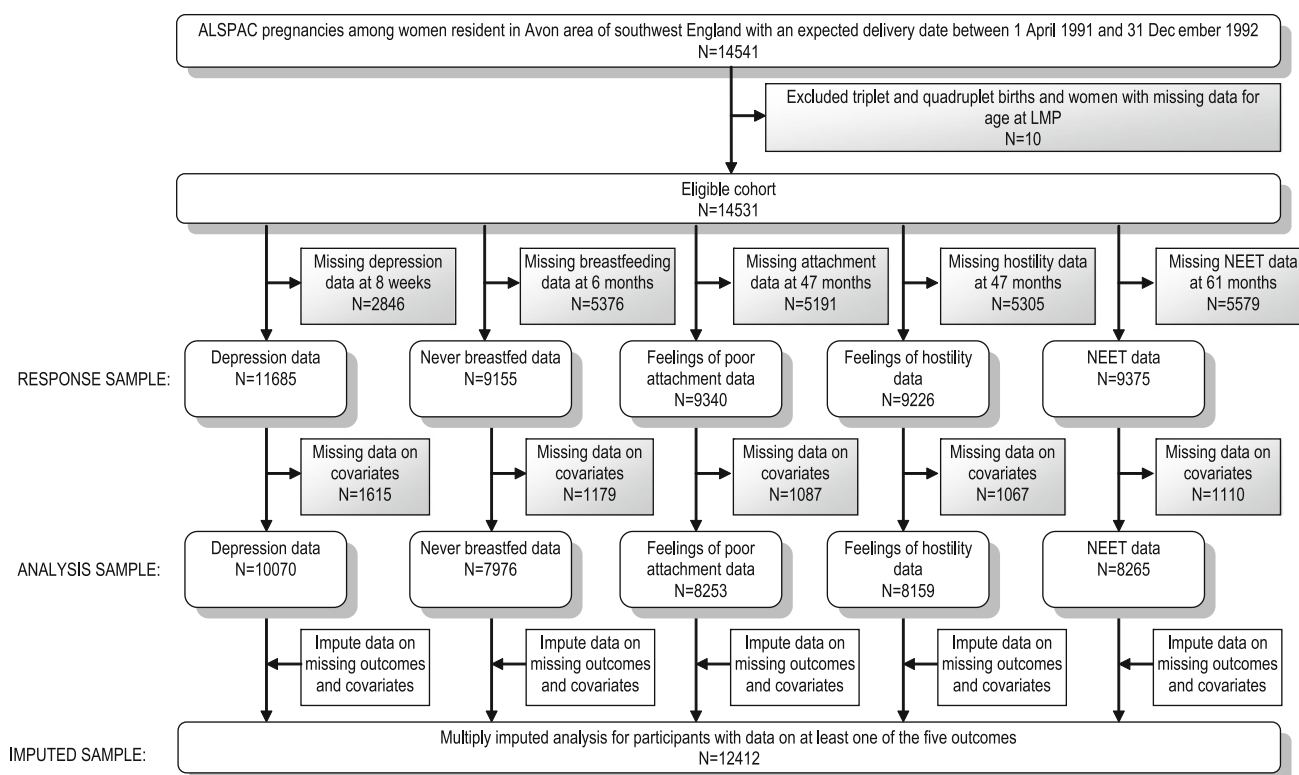 ALSPAC pregnancies among women resident in Avon area of southwest England with an expected delivery date between 1 April 1991 and 31 Dec ember 1992
N=14541
Excluded triplet and quadruplet births and women with missing data for
age at LMP
N=10
Eligible cohort
N=14531
Missing depression
data at 8 weeks
N=2846
Missing breastfeeding
data at 6 months
N=5376
Missing attachment
data at 47 months
N=5191
Missing hostility data
at 47 months
N=5305
Missing NEET data
at 61 months
N=5579
RESPONSE SAMPLE:
Depression data
N=11685
Never breastfed data
N=9155
Feelings of poor
attachment data
N=9340
Feelings of hostility
data
N=9226
NEET data
N=9375
Missing data on
covariates
N=1615
Missing data on
covariates
N=1179
Missing data on
covariates
N=1087
Missing data on
covariates
N=1067
Missing data on
covariates
N=1110
ANALYSIS SAMPLE:
Depression data
N=10070
Never breastfed data
N=7976
Feelings of poor
attachment data
N=8253
Feelings of hostility
data
N=8159
NEET data
N=8265
Impute data on
missing outcomes
and covariates
Impute data on
missing outcomes
and covariates
Impute data on
missing outcomes
and covariates
Impute data on
missing outcomes
and covariates
Impute data on
missing outcomes
and covariates
IMPUTED SAMPLE:
Multiply imputed analysis for participants with data on at least one of the five outcomes
N=12412